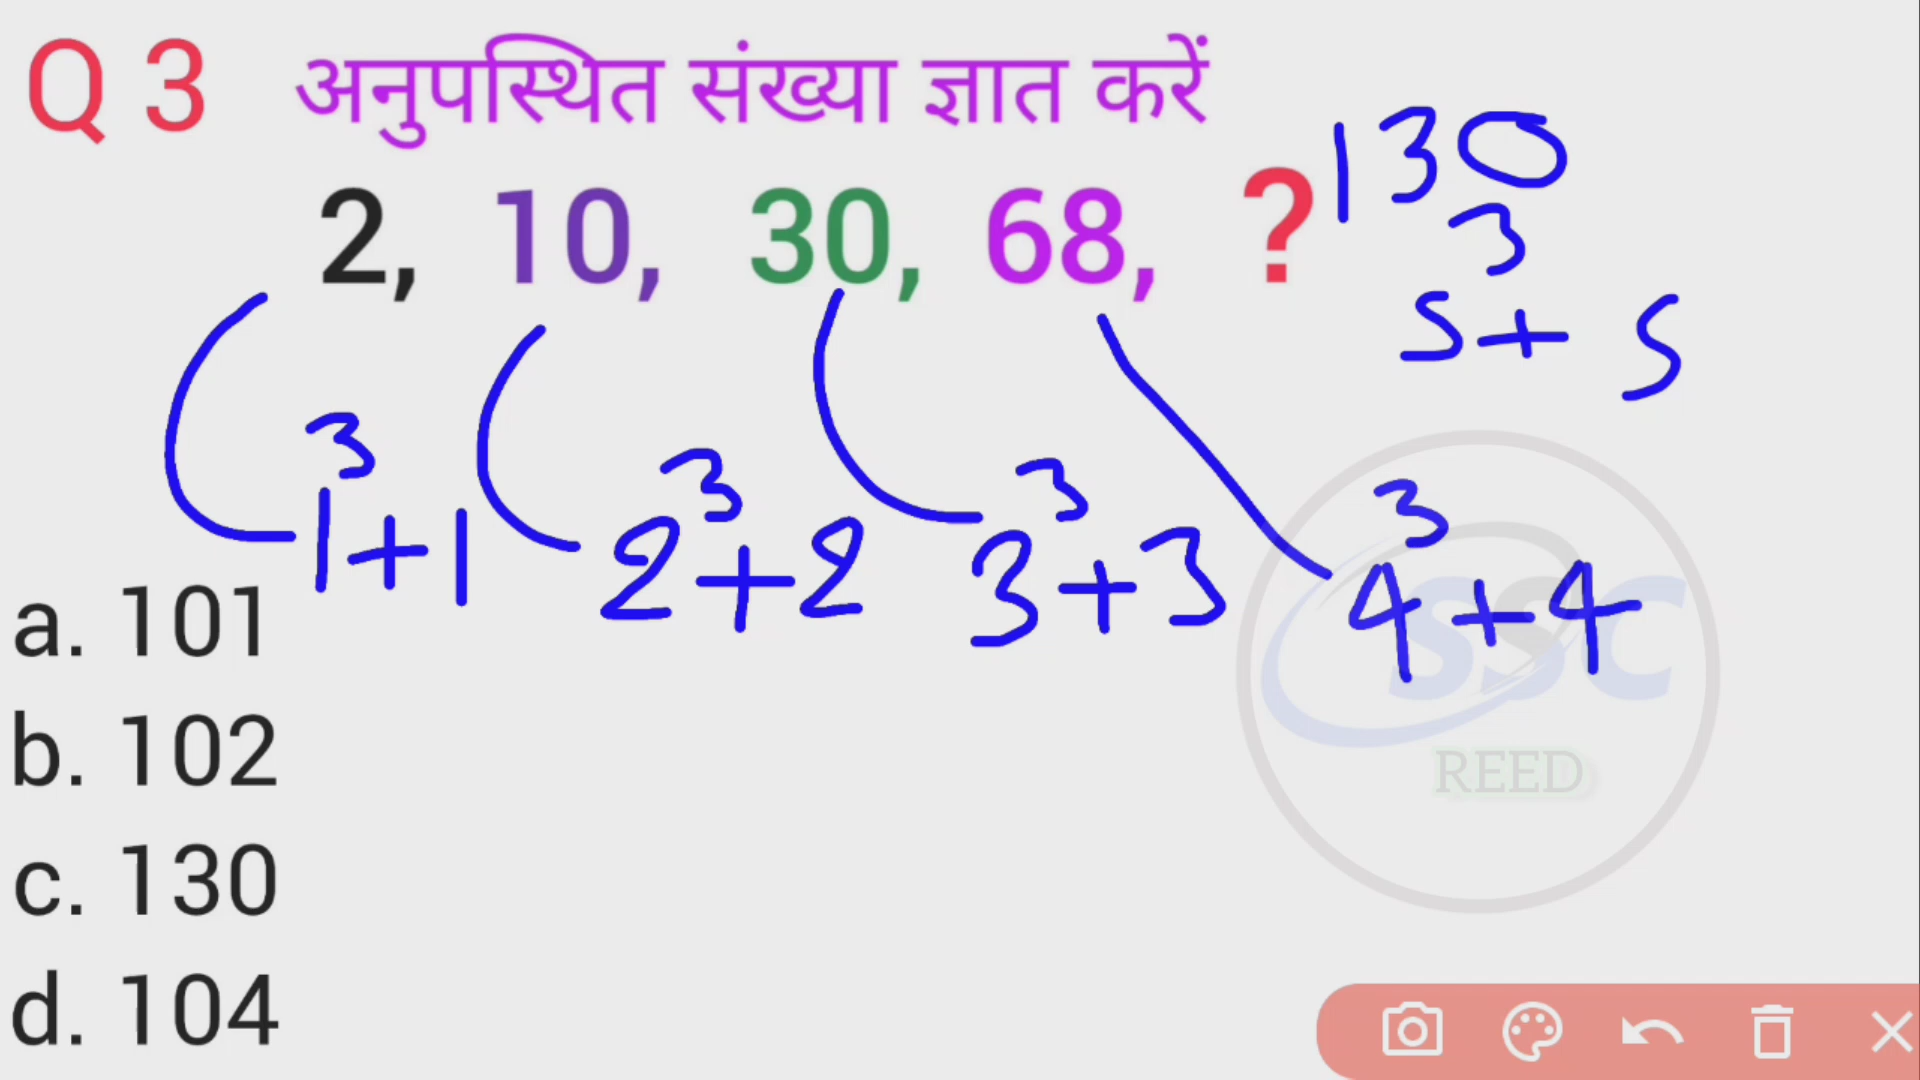 Q 3 अनुपस्थित संख्या ज्ञात करें
130
2, 10, 30, 68, ?
5³ + 5
1³+1 2³+2 3³+3 4³+4
a. 101
b. 102
c. 130
d. 104
SSC
REED